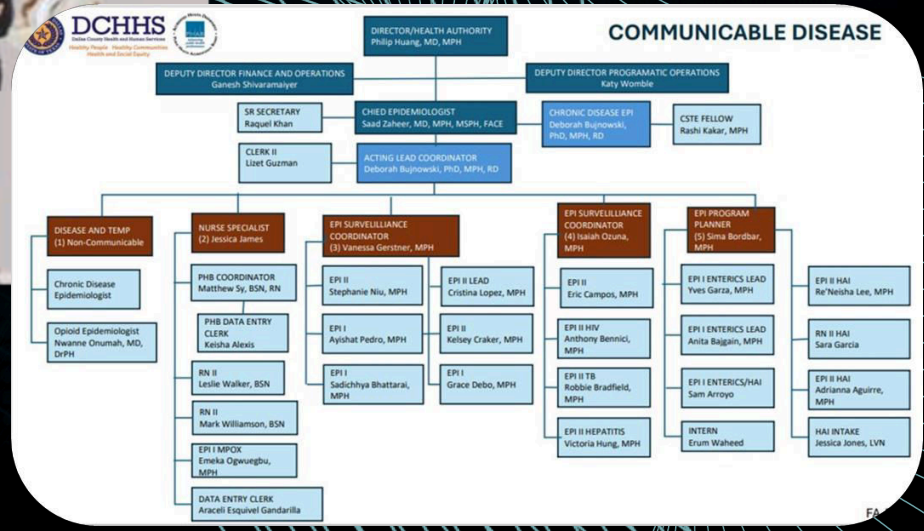 DCHHS
Dallas County Health and Human Services
Healthy People Healthy Communities
Health and Social Equity
COMMUNICABLE DISEASE
DIRECTOR/HEALTH AUTHORITY
Philip Huang, MD, MPH
DEPUTY DIRECTOR FINANCE AND OPERATIONS
Ganesh Shivaramaiyer
DEPUTY DIRECTOR PROGRAMATIC OPERATIONS
Katy Womble
SR SECRETARY
Raquel Khan
CHIED EPIDEMIOLOGIST
Saad Zaheer, MD, MPH, MSPH, FACE
CHRONIC DISEASE EPI
Deborah Bujnowski,
PhD, MPH, RD
CSTE FELLOW
Rashi Kakar, MPH
CLERK II
Lizet Guzman
ACTING LEAD COORDINATOR
Deborah Bujnowski, PhD, MPH, RD
DISEASE AND TEMP
(1) Non-Communicable
Chronic Disease
Epidemiologist
Opioid Epidemiologist
Nwanne Onumah, MD,
DrPH
NURSE SPECIALIST
(2) Jessica James
PHB COORDINATOR
Matthew Sy, BSN, RN
PHB DATA ENTRY
CLERK
Keisha Alexis
RN II
Leslie Walker, BSN
RN II
Mark Williamson, BSN
EPI I MPOX
Emeka Ogwuegbu,
MPH
DATA ENTRY CLERK
Araceli Esquivel Gandarilla
EPI SURVEILLIANCE
COORDINATOR
(3) Vanessa Gerstner, MPH
EPI II
Stephanie Niu, MPH
EPI I
Ayishat Pedro, MPH
EPI I
Sadichhya Bhattarai,
MPH
EPI II LEAD
Cristina Lopez, MPH
EPI II
Kelsey Craker, MPH
EPI I
Grace Debo, MPH
EPI SURVEILLIANCE
COORDINATOR
(4) Isaiah Ozuna,
MPH
EPI II
Eric Campos, MPH
EPI II HIV
Anthony Bennici,
MPH
EPI II TB
Robbie Bradfield,
MPH
EPI II HEPATITIS
Victoria Hung, MPH
EPI PROGRAM
PLANNER
(5) Sima Bordbar,
MPH
EPI I ENTERICS LEAD
Yves Garza, MPH
EPI I ENTERICS LEAD
Anita Bajgain, MPH
EPI I ENTERICS/HAI
Sam Arroyo
INTERN
Erum Waheed
EPI II HAI
Re'Neisha Lee, MPH
RN II HAI
Sara Garcia
EPI II HAI
Adrianna Aguirre,
MPH
HAI INTAKE
Jessica Jones, LVN
FA